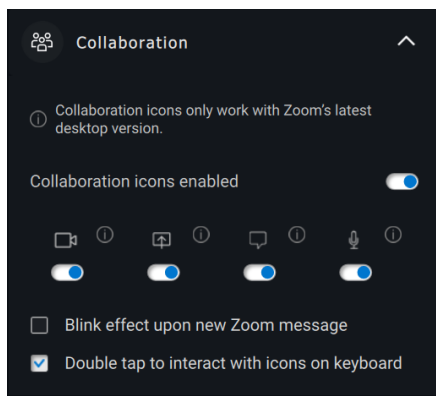 Collaboration
Collaboration icons only work with Zoom's latest
desktop version.
Collaboration icons enabled
Blink effect upon new Zoom message
Double tap to interact with icons on keyboard